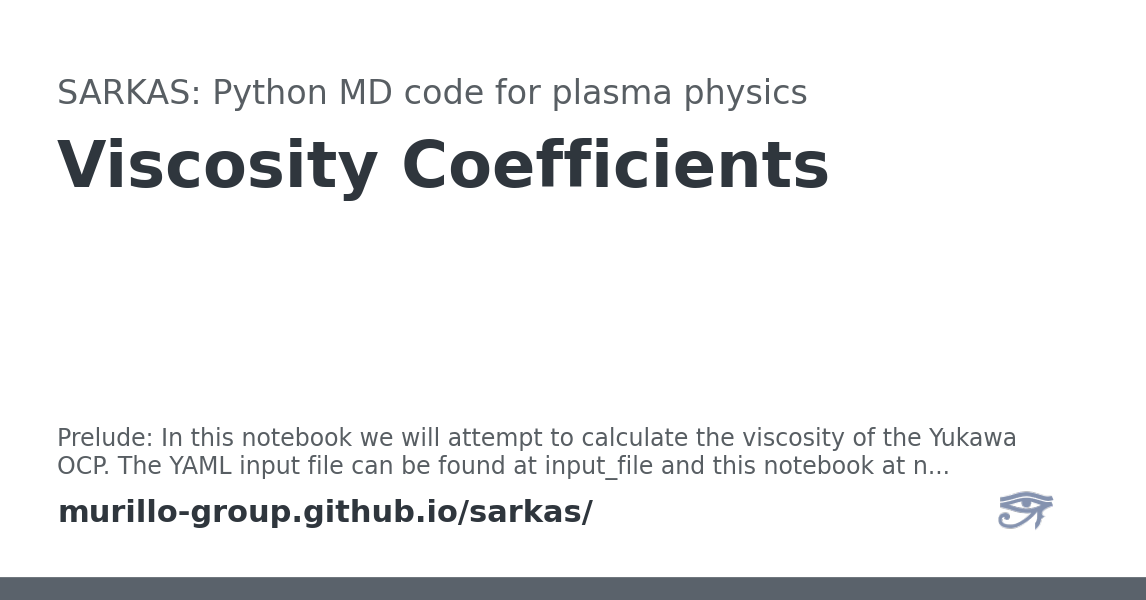 SARKAS: Python MD code for plasma physics
Viscosity Coefficients
Prelude: In this notebook we will attempt to calculate the viscosity of the Yukawa
OCP. The YAML input file can be found at input_file and this notebook at n...
murillo-group.github.io/sarkas/